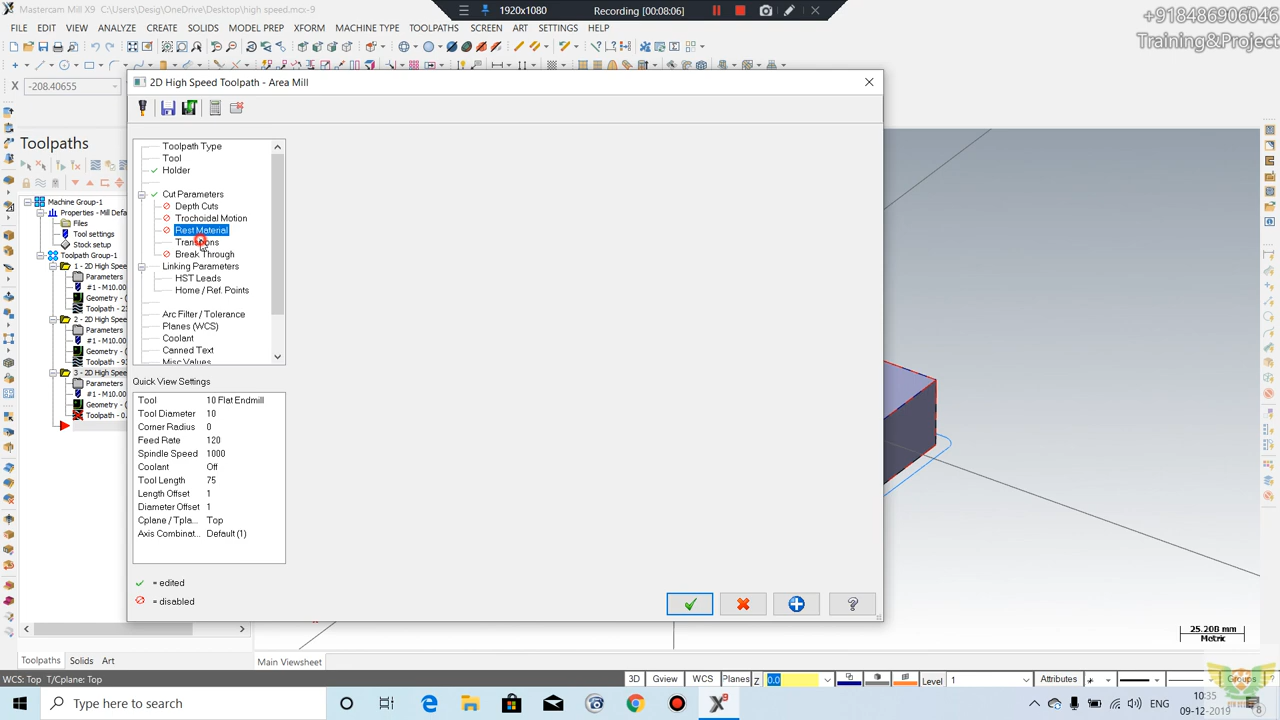 Mastercam Mill X9 - C:\Users\Desig\OneDrive\Desktop\high speed.mcx-9
1920x1080
Recording [00:08:06]
+918486906046
Training&Project
FILE EDIT VIEW ANALYZE CREATE SOLIDS MODEL PREP XFORM MACHINE TYPE TOOLPATHS SCREEN ART SETTINGS HELP
X -208.40655
2D High Speed Toolpath - Area Mill
Toolpaths
Machine Group-1
Properties - Mill Defa
Files
Tool settings
Stock setup
Toolpath Group-1
1 - 2D High Speed
Parameters
#1 - M10.00
Geometry - (
Toolpath - 2
2 - 2D High Speed
Parameters
#1 - M10.00
Geometry - (
Toolpath - 9
3 - 2D High Speed
Parameters
#1 - M10.00
Geometry - (
Toolpath - 0.
Toolpath Type
Tool
Holder
Cut Parameters
Depth Cuts
Trochoidal Motion
Rest Material
Transitions
Break Through
Linking Parameters
HST Leads
Home / Ref. Points
Arc Filter / Tolerance
Planes (WCS)
Coolant
Canned Text
Misc Values
Quick View Settings
Tool 10 Flat Endmill
Tool Diameter 10
Corner Radius 0
Feed Rate 120
Spindle Speed 1000
Coolant Off
Tool Length 75
Length Offset 1
Diameter Offset 1
Cplane / Tpla... Top
Axis Combinat... Default (1)
= edited
= disabled
25.208 mm
Metric
Toolpaths Solids Art
Main Viewsheet
WCS: Top T/Cplane: Top
3D Gview WCS Planes Z 0.0 Level 1 Attributes Groups ?
Type here to search
ENG
10:35
09-12-2019
8